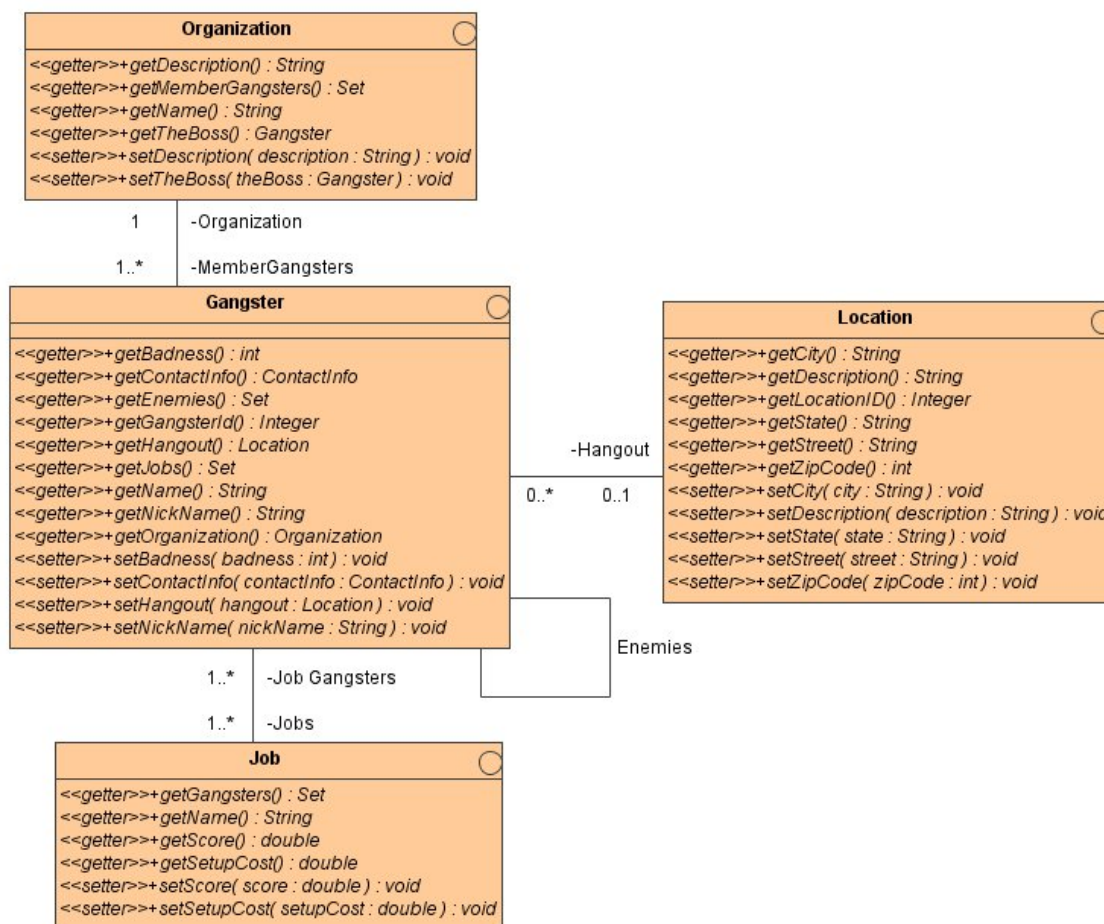 Organization
<<getter>>+getDescription() : String
<<getter>>+getMemberGangsters() : Set
<<getter>>+getName() : String
<<getter>>+getTheBoss() : Gangster
<<setter>>+setDescription( description : String ) : void
<<setter>>+setTheBoss( theBoss : Gangster ) : void
1 -Organization
1..* -MemberGangsters
Gangster
<<getter>>+getBadness() : int
<<getter>>+getContactInfo() : ContactInfo
<<getter>>+getEnemies() : Set
<<getter>>+getGangsterId() : Integer
<<getter>>+getHangout() : Location
<<getter>>+getJobs() : Set
<<getter>>+getName() : String
<<getter>>+getNickName() : String
<<getter>>+getOrganization() : Organization
<<setter>>+setBadness( badness : int ) : void
<<setter>>+setContactInfo( contactInfo : ContactInfo ) : void
<<setter>>+setHangout( hangout : Location ) : void
<<setter>>+setNickName( nickName : String ) : void
-Hangout
0..* 0..1
Location
<<getter>>+getCity() : String
<<getter>>+getDescription() : String
<<getter>>+getLocationID() : Integer
<<getter>>+getState() : String
<<getter>>+getStreet() : String
<<getter>>+getZipCode() : int
<<setter>>+setCity( city : String ) : void
<<setter>>+setDescription( description : String ) : void
<<setter>>+setState( state : String ) : void
<<setter>>+setStreet( street : String ) : void
<<setter>>+setZipCode( zipCode : int ) : void
Enemies
1..* -Job Gangsters
1..* -Jobs
Job
<<getter>>+getGangsters() : Set
<<getter>>+getName() : String
<<getter>>+getScore() : double
<<getter>>+getSetupCost() : double
<<setter>>+setScore( score : double ) : void
<<setter>>+setSetupCost( setupCost : double ) : void